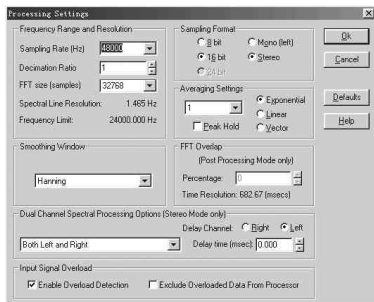 Processing Settings
Frequency Range and Resolution
Sampling Rate (Hz) 48000
Decimation Ratio 1
FFT size (samples) 32768
Spectral Line Resolution: 1.465 Hz
Frequency Limit: 24000.000 Hz
Sampling Format
8 bit Mono (left)
16 bit Stereo
24 bit
Averaging Settings
1
Exponential
Linear
Peak Hold Vector
Ok
Cancel
Defaults
Help
Smoothing Window
Hanning
FFT Overlap
(Post Processing Mode only)
Percentage: 0
Time Resolution: 682.67 (msecs)
Dual Channel Spectral Processing Options (Stereo Mode only)
Delay Channel: Right Left
Both Left and Right Delay time (msec): 0.000
Input Signal Overload
Enable Overload Detection Exclude Overloaded Data From Processor